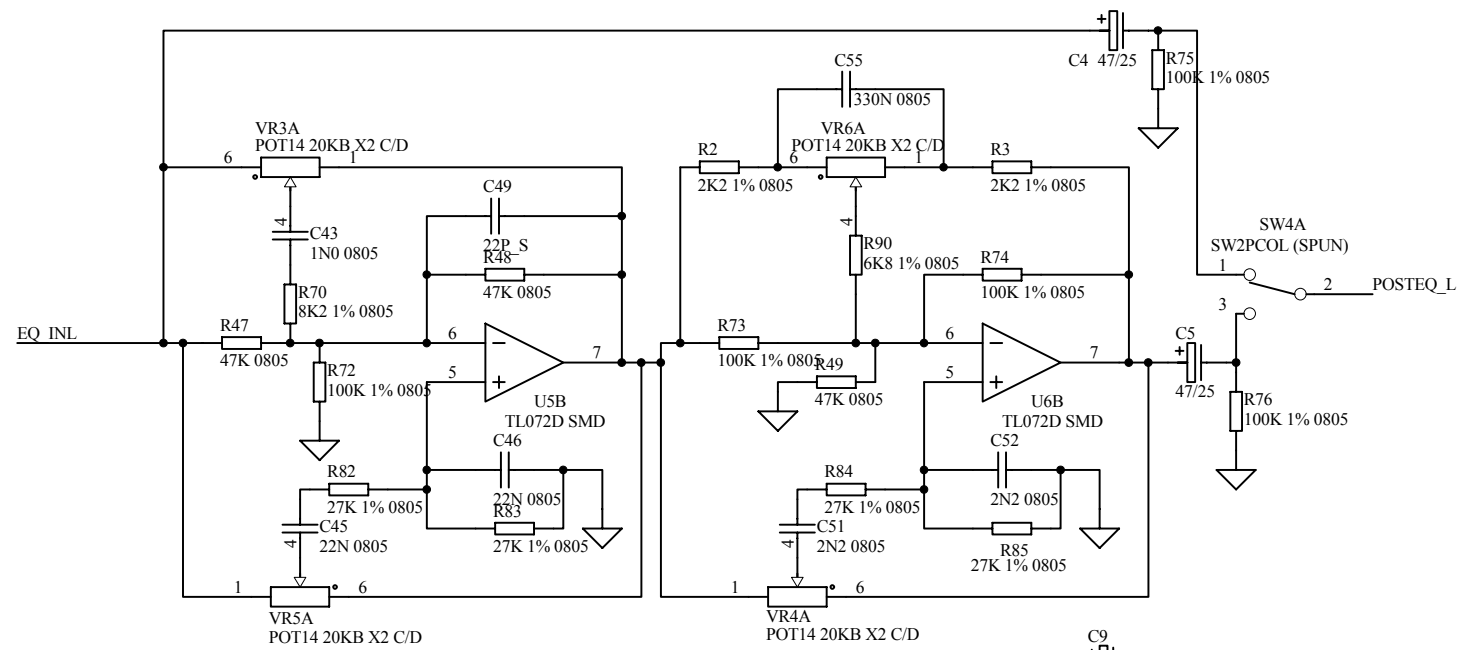 C4 47/25
+
R75
100K 1% 0805
C55
330N 0805
VR3A
POT14 20KB X2 C/D
6
1
VR6A
POT14 20KB X2 C/D
6
1
R2
2K2 1% 0805
R3
2K2 1% 0805
C49
22P_S
4
C43
1N0 0805
4
R90
6K8 1% 0805
R48
47K 0805
R74
100K 1% 0805
SW4A
SW2PCOL (SPUN)
1
2
POSTEQ_L
3
R70
8K2 1% 0805
EQ_INL
R47
47K 0805
6
7
5
U5B
TL072D SMD
R73
100K 1% 0805
6
7
5
U6B
TL072D SMD
C5
+
47/25
R72
100K 1% 0805
R49
47K 0805
R76
100K 1% 0805
C46
22N 0805
C52
2N2 0805
R82
27K 1% 0805
R83
27K 1% 0805
R84
27K 1% 0805
R85
27K 1% 0805
4
C45
22N 0805
4
C51
2N2 0805
1
6
VR5A
POT14 20KB X2 C/D
1
6
VR4A
POT14 20KB X2 C/D
C9